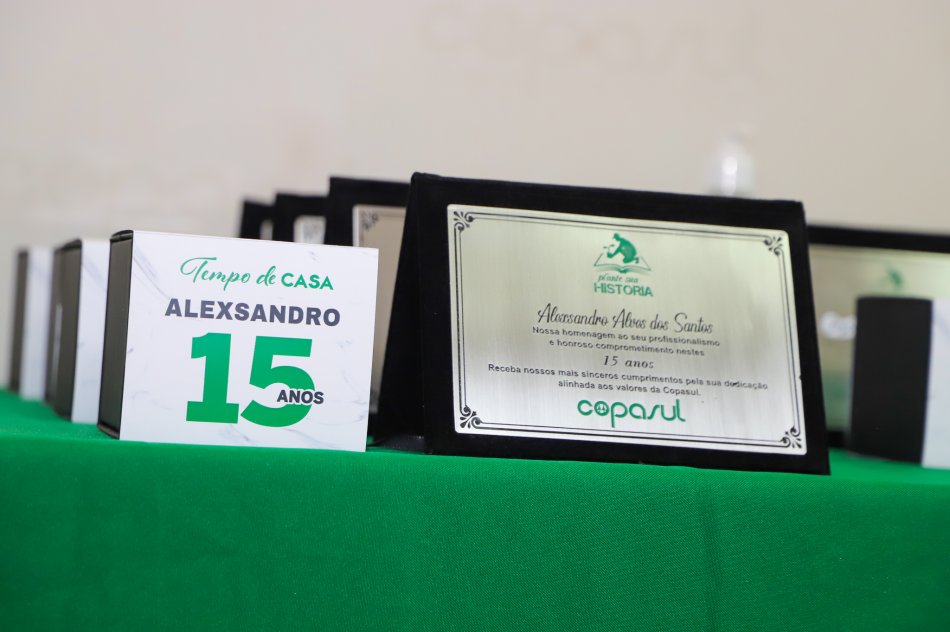 copasul
Tempo de CASA
ALEXSANDRO
15
ANOS
plante sua
HISTORIA
Alexsandro Alves dos Santos
Nossa homenagem ao seu profissionalismo
e honroso comprometimento nestes
15 anos
Receba nossos mais sinceros cumprimentos pela sua dedicação
alinhada aos valores da Copasul.
copasul